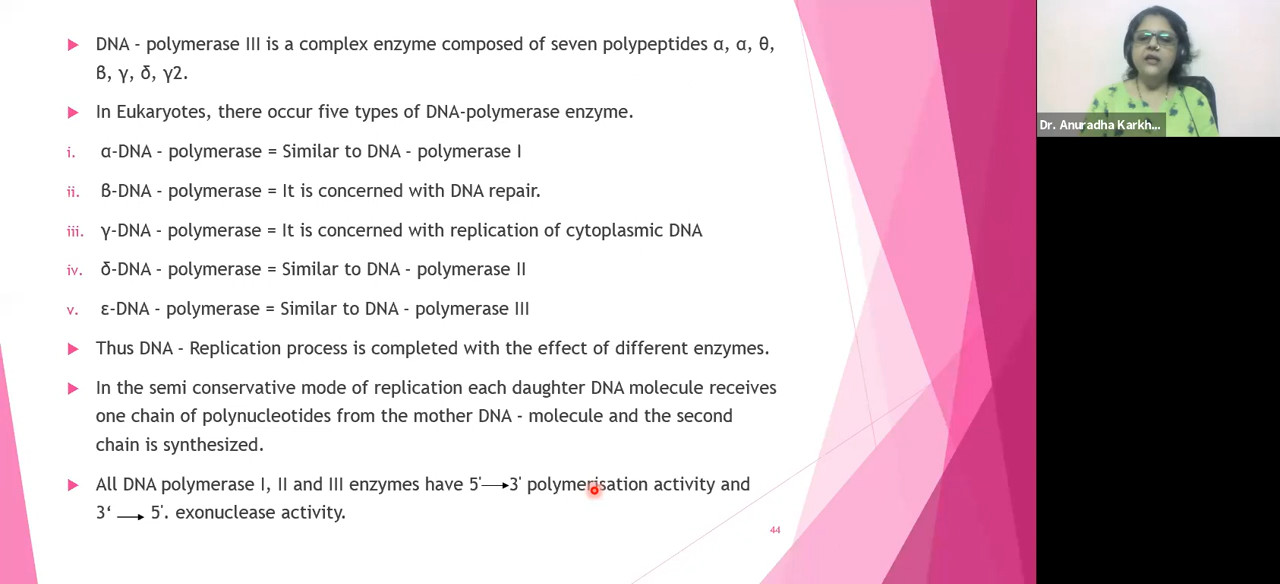 DNA - polymerase III is a complex enzyme composed of seven polypeptides α, α, θ,
β, γ, δ, γ2.
In Eukaryotes, there occur five types of DNA-polymerase enzyme.
i. α-DNA - polymerase = Similar to DNA - polymerase I
ii. β-DNA - polymerase = It is concerned with DNA repair.
iii. γ-DNA - polymerase = It is concerned with replication of cytoplasmic DNA
iv. δ-DNA - polymerase = Similar to DNA - polymerase II
v. ε-DNA - polymerase = Similar to DNA - polymerase III
Thus DNA - Replication process is completed with the effect of different enzymes.
In the semi conservative mode of replication each daughter DNA molecule receives
one chain of polynucleotides from the mother DNA - molecule and the second
chain is synthesized.
All DNA polymerase I, II and III enzymes have 5'→3' polymerisation activity and
3‘ → 5'. exonuclease activity.
44
Dr. Anuradha Karkh...